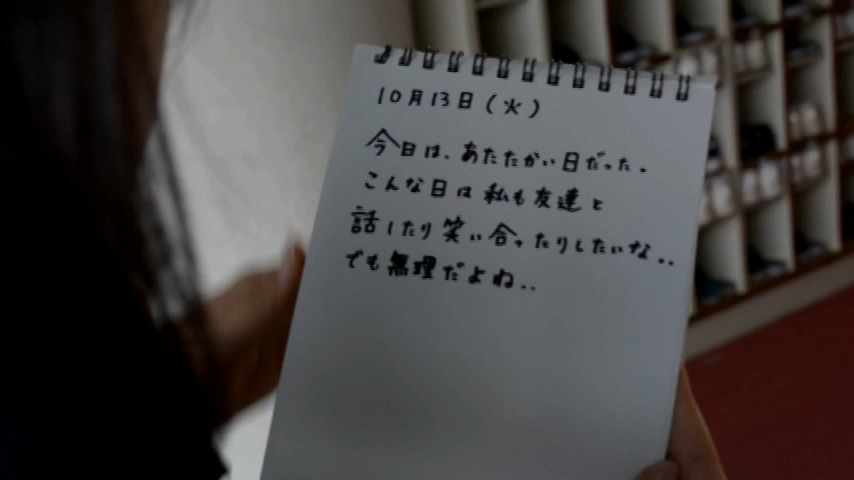 10月13日(火)
今日は、あたたかい日だった。
こんな日は私も友達と
話したり笑い合ったりしたいな..
でも無理だよね..